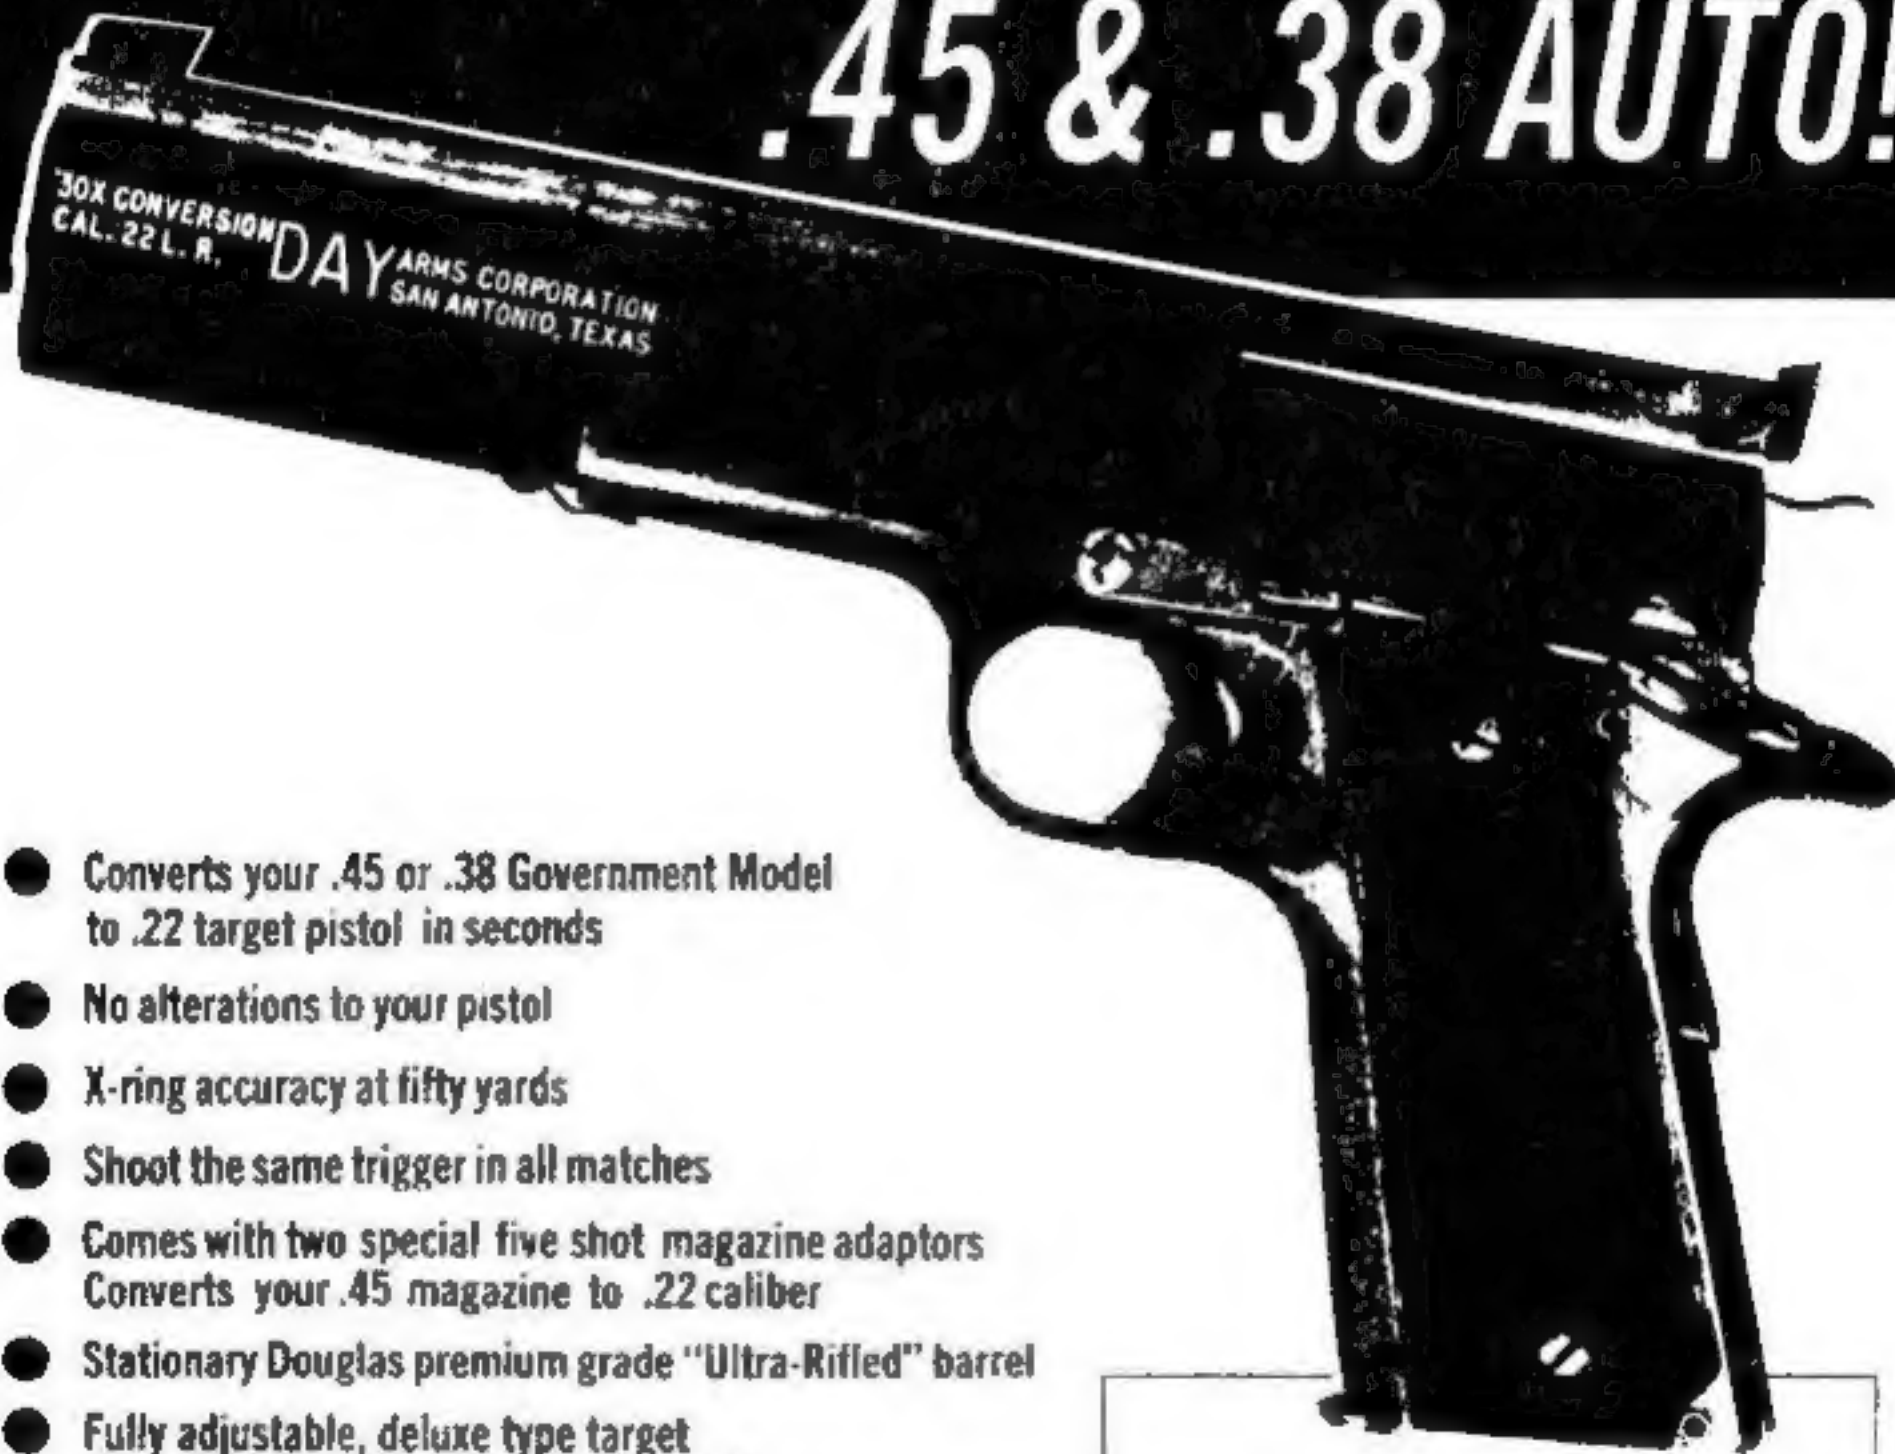 .45 & .38 AUTO!
30X CONVERSION
CAL. 22 L. R.
DAY
ARMS CORPORATION
SAN ANTONIO, TEXAS
Converts your .45 or .38 Government Model
to .22 target pistol in seconds
No alterations to your pistol
X-ring accuracy at fifty yards
Shoot the same trigger in all matches
Comes with two special five shot magazine adaptors
Converts your .45 magazine to .22 caliber
Stationary Douglas premium grade "Ultra-Rifled" barrel
Fully adjustable, deluxe type target